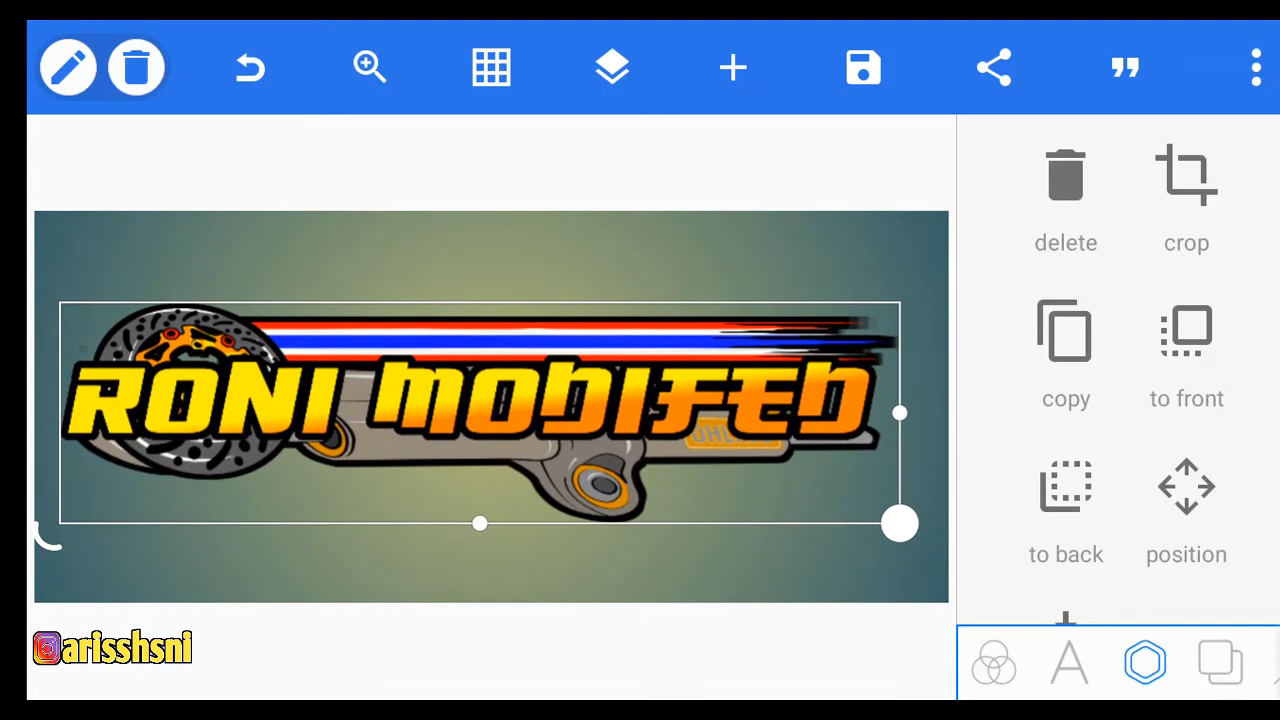 delete
crop
copy
to front
to back
position
RONI MODIFED
arisshsni